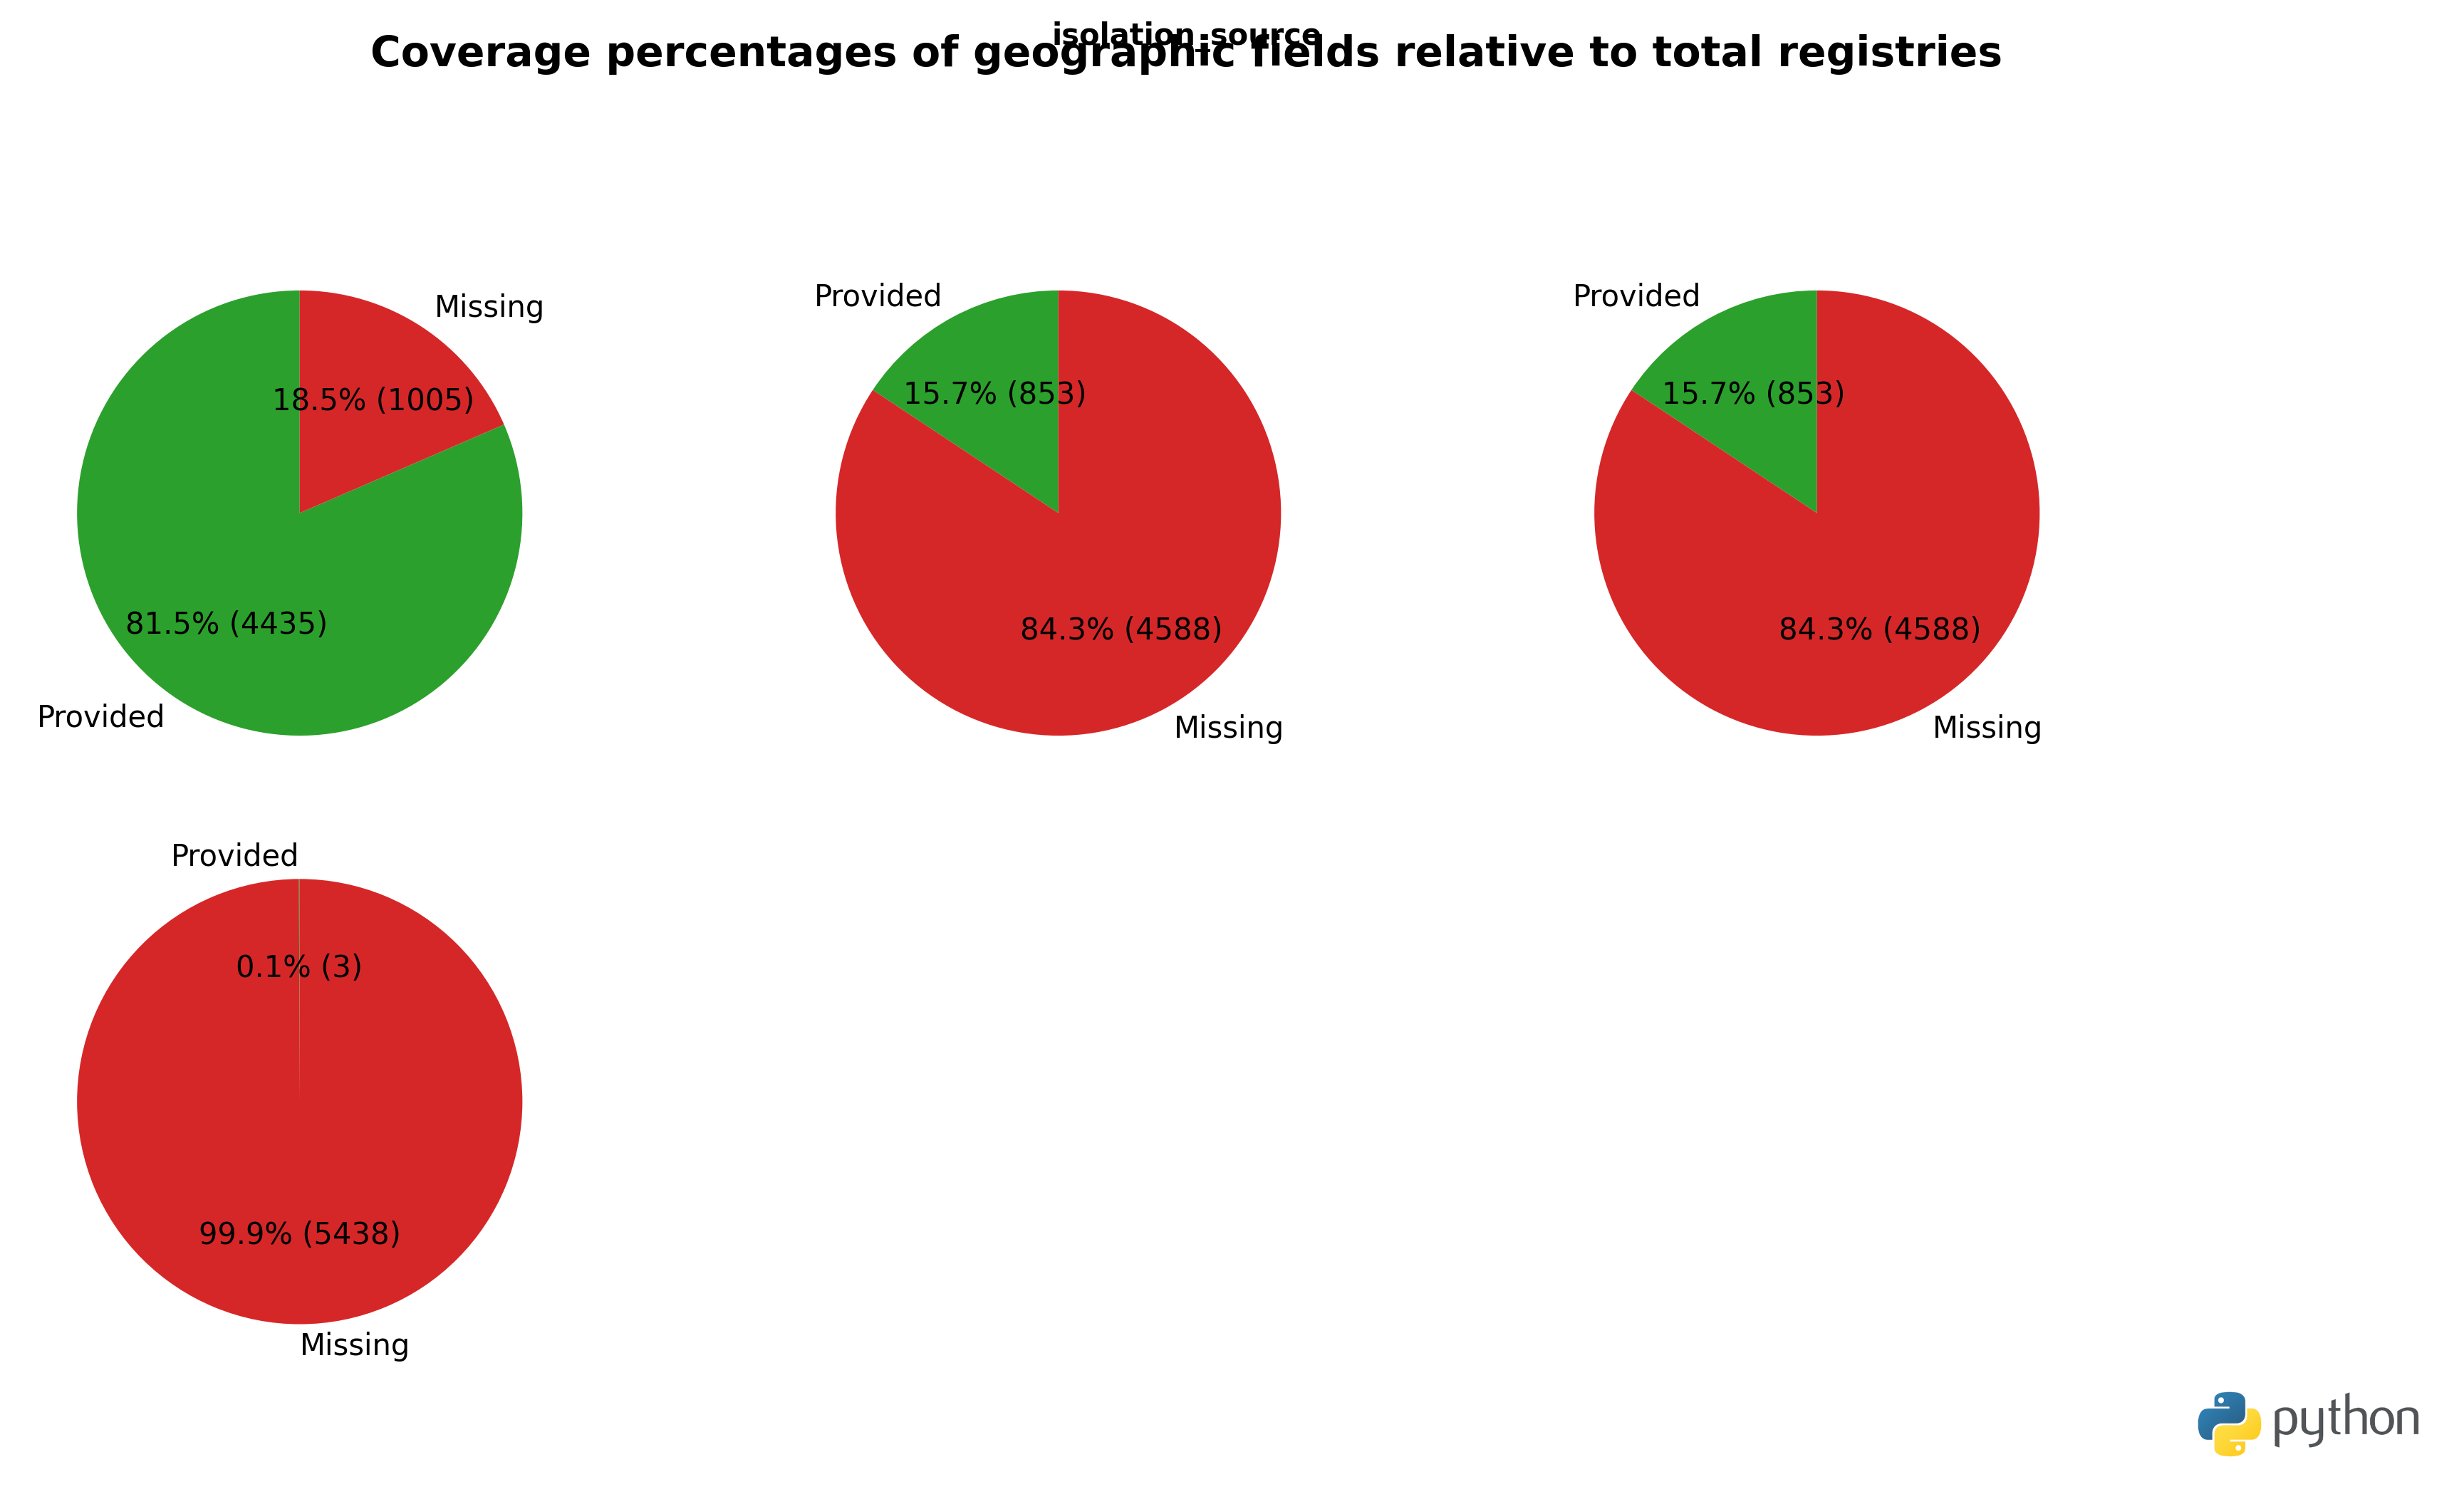 isolation_source
Coverage percentages of geographic fields relative to total registries
Missing
18.5% (1005)
81.5% (4435)
Provided
Provided
15.7% (853)
84.3% (4588)
Missing
Provided
15.7% (853)
84.3% (4588)
Missing
Provided
0.1% (3)
99.9% (5438)
Missing
python